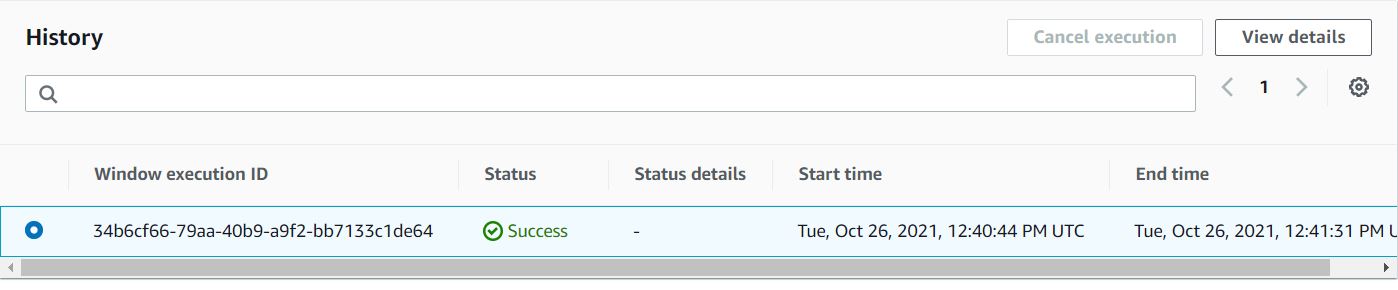 History
Cancel execution
View details
1
Window execution ID
Status
Status details
Start time
End time
34b6cf66-79aa-40b9-a9f2-bb7133c1de64
Success
-
Tue, Oct 26, 2021, 12:40:44 PM UTC
Tue, Oct 26, 2021, 12:41:31 PM U